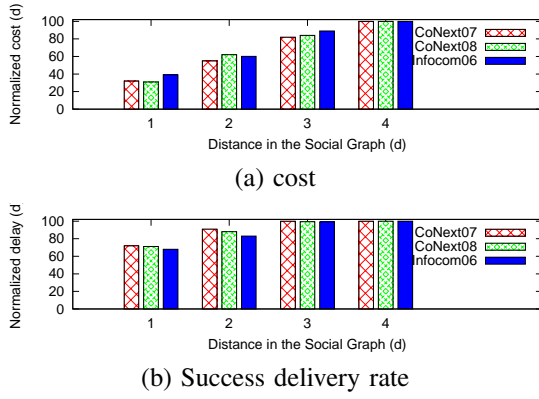 Normalized cost (d)
100
80
60
40
20
0
CoNext07
CoNext08
Infocom06
1 2 3 4
Distance in the Social Graph (d)
(a) cost
Normalized delay (d
100
80
60
40
20
0
CoNext07
CoNext08
Infocom06
1 2 3 4
Distance in the Social Graph (d)
(b) Success delivery rate